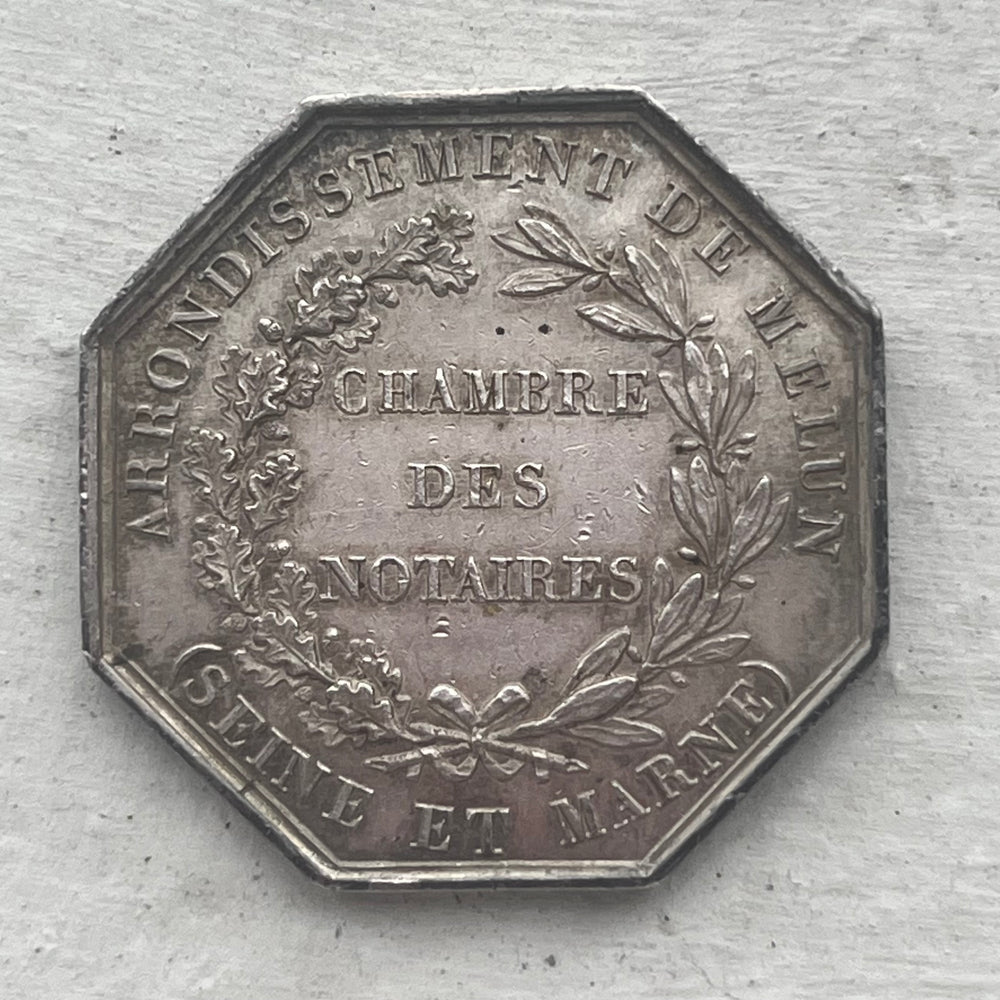 ARRONDISSEMENT DE MELUN
CHAMBRE
DES
NOTAIRES
(SEINE ET MARNE)